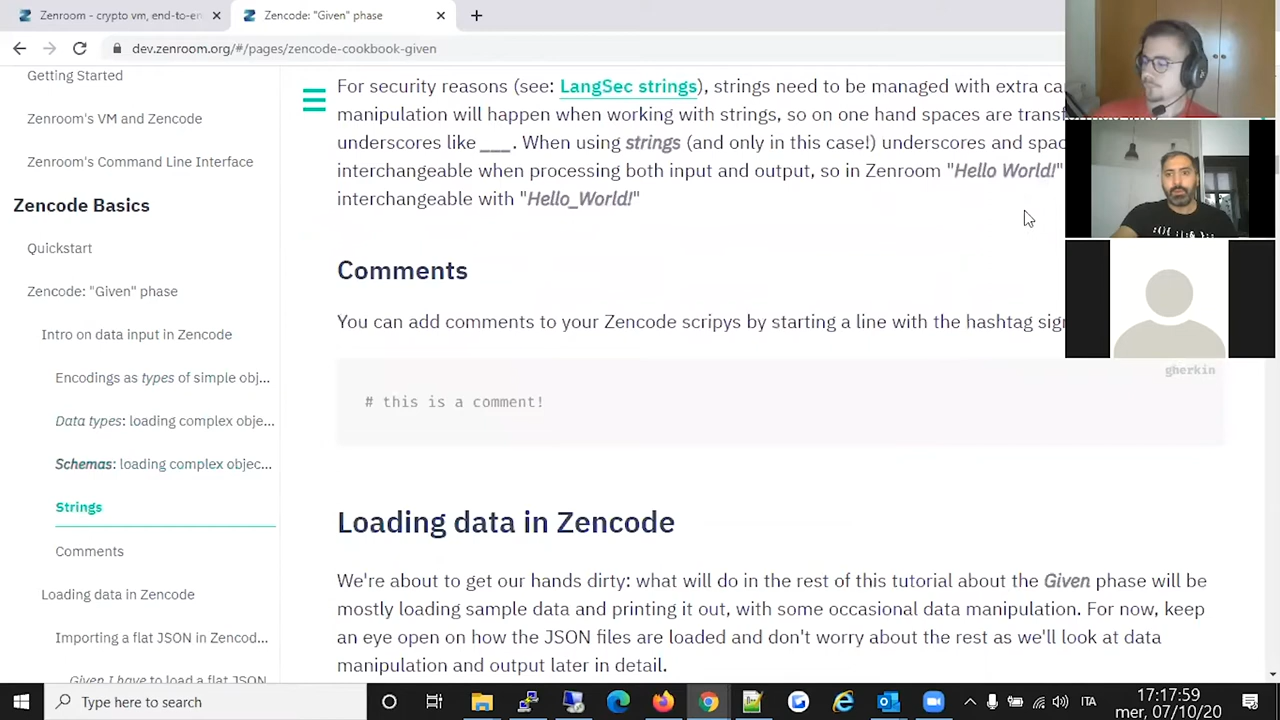 Zenroom - crypto vm, end-to-en
Zencode: "Given" phase
dev.zenroom.org/#/pages/zencode-cookbook-given
Getting Started
Zenroom's VM and Zencode
Zenroom's Command Line Interface
Zencode Basics
Quickstart
Zencode: "Given" phase
Intro on data input in Zencode
Encodings as types of simple obj...
Data types: loading complex obje...
Schemas: loading complex objec...
Strings
Comments
Loading data in Zencode
Importing a flat JSON in Zencod...
Given I have to load a flat JSON
For security reasons (see: LangSec strings), strings need to be managed with extra ca
manipulation will happen when working with strings, so on one hand spaces are
underscores like ___. When using strings (and only in this case!) underscores and spac
interchangeable when processing both input and output, so in Zenroom "Hello World!"
interchangeable with "Hello_World!"
Comments
You can add comments to your Zencode scripys by starting a line with the hashtag sign
gherkin
# this is a comment!
Loading data in Zencode
We're about to get our hands dirty: what will do in the rest of this tutorial about the Given phase will be
mostly loading sample data and printing it out, with some occasional data manipulation. For now, keep
an eye open on how the JSON files are loaded and don't worry about the rest as we'll look at data
manipulation and output later in detail.
Type here to search
ITA
17:17:59
mer, 07/10/20